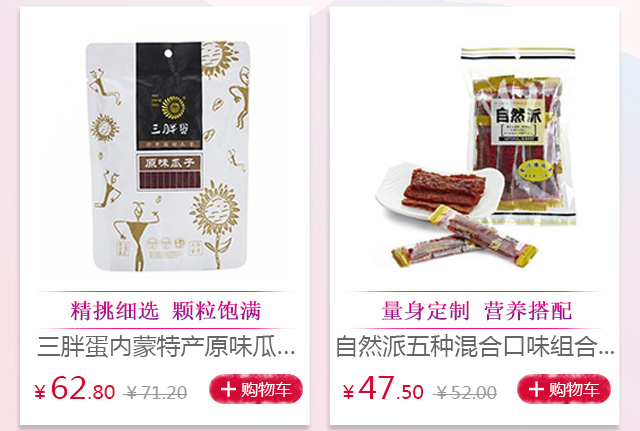 三胖蛋
原味瓜子
精挑细选 颗粒饱满
三胖蛋内蒙特产原味瓜...
¥62.80 ¥71.20 +购物车
自然派
量身定制 营养搭配
自然派五种混合口味组合...
¥47.50 ¥52.00 +购物车